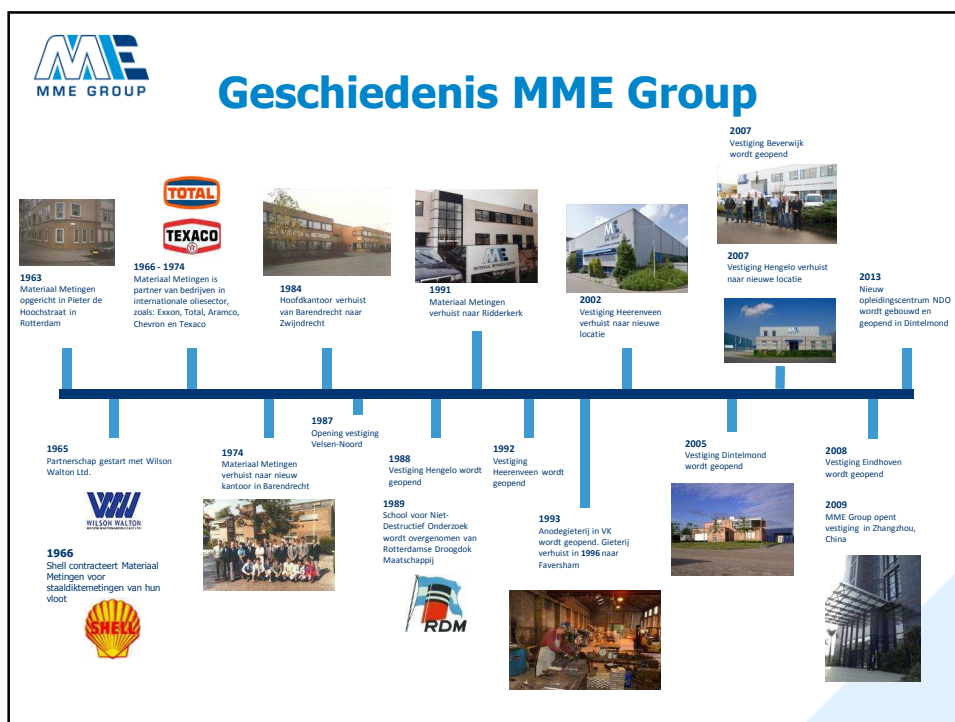 MME GROUP
Geschiedenis MME Group
1963
Materiaal Metingen
opgericht in Pieter de
Hoochstraat in
Rotterdam
TOTAL
TEXACO
1966 - 1974
Materiaal Metingen is
partner van bedrijven in
internationale oliesector,
zoals: Exxon, Total, Aramco,
Chevron en Texaco
1984
Hoofdkantoor verhuist
van Barendrecht naar
Zwijndrecht
1991
Materiaal Metingen
verhuist naar Ridderkerk
2002
Vestiging Heerenveen
verhuist naar nieuwe
locatie
2007
Vestiging Beverwijk
wordt geopend
2007
Vestiging Hengelo verhuist
naar nieuwe locatie
2013
Nieuw
opleidingscentrum NDO
wordt gebouwd en
geopend in Dintelmond
1965
Partnerschap gestart met Wilson
Walton Ltd.
WILSON WALTON
1966
Shell contracteert Materiaal
Metingen voor
staaldiktemetingen van hun
vloot
SHELL
1974
Materiaal Metingen
verhuist naar nieuw
kantoor in Barendrecht
1987
Opening vestiging
Velsen-Noord
1988
Vestiging Hengelo wordt
geopend
1989
School voor Niet-
Destructief Onderzoek
wordt overgenomen van
Rotterdamse Droogdok
Maatschappij
RDM
1992
Vestiging
Heerenveen wordt
geopend
1993
Anodegieterij in VK
wordt geopend. Gieterij
verhuist in 1996 naar
Faversham
2005
Vestiging Dintelmond
wordt geopend
2008
Vestiging Eindhoven
wordt geopend
2009
MME Group opent
vestiging in Zhangzhou,
China